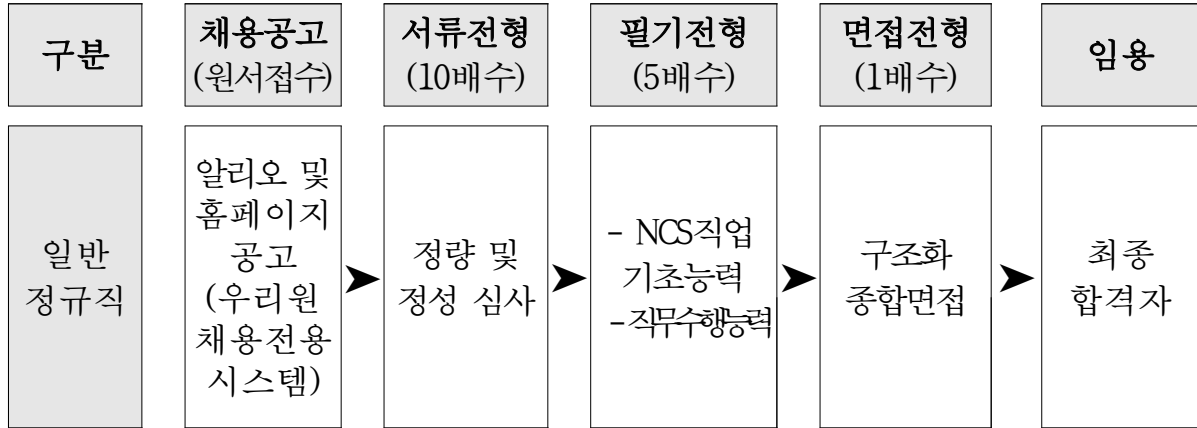 구분
채용공고
(원서접수)
서류전형
(10배수)
필기전형
(5배수)
면접전형
(1배수)
임용
일반
정규직
알리오 및
홈페이지
공고
(우리원
채용전용
시스템)
정량 및
정성 심사
- NCS직업
기초능력
-직무수행능력
구조화
종합면접
최종
합격자